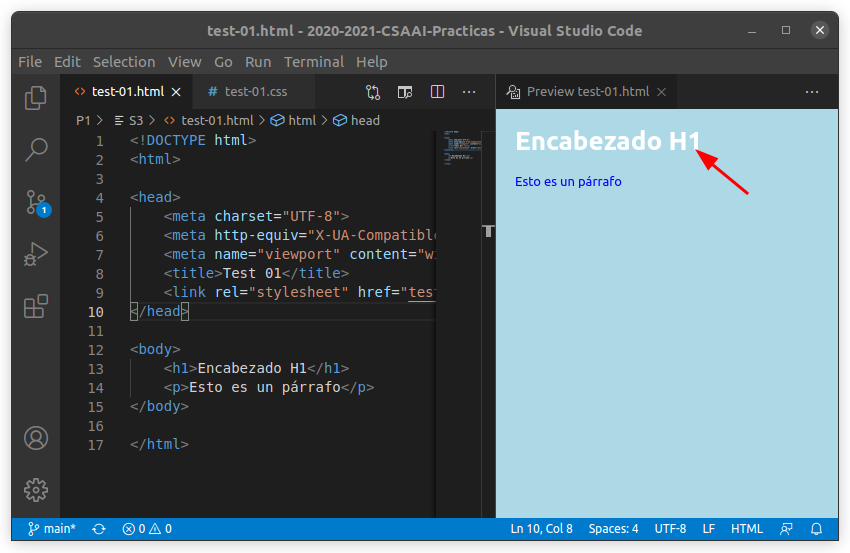 test-01.html - 2020-2021-CSAAI-Practicas - Visual Studio Code
File Edit Selection View Go Run Terminal Help
test-01.html
# test-01.css
Preview test-01.html
P1 > S3 > test-01.html > html > head
1 <!DOCTYPE html>
2 <html>
3
4 <head>
5 <meta charset="UTF-8">
6 <meta http-equiv="X-UA-Compatible
7 <meta name="viewport" content="wi
8 <title>Test 01</title>
9 <link rel="stylesheet" href="test
10 </head>
11
12 <body>
13 <h1>Encabezado H1</h1>
14 <p>Esto es un párrafo</p>
15 </body>
16
17 </html>
Encabezado H1
Esto es un párrafo
1
main* 0 0 Ln 10, Col 8 Spaces: 4 UTF-8 LF HTML